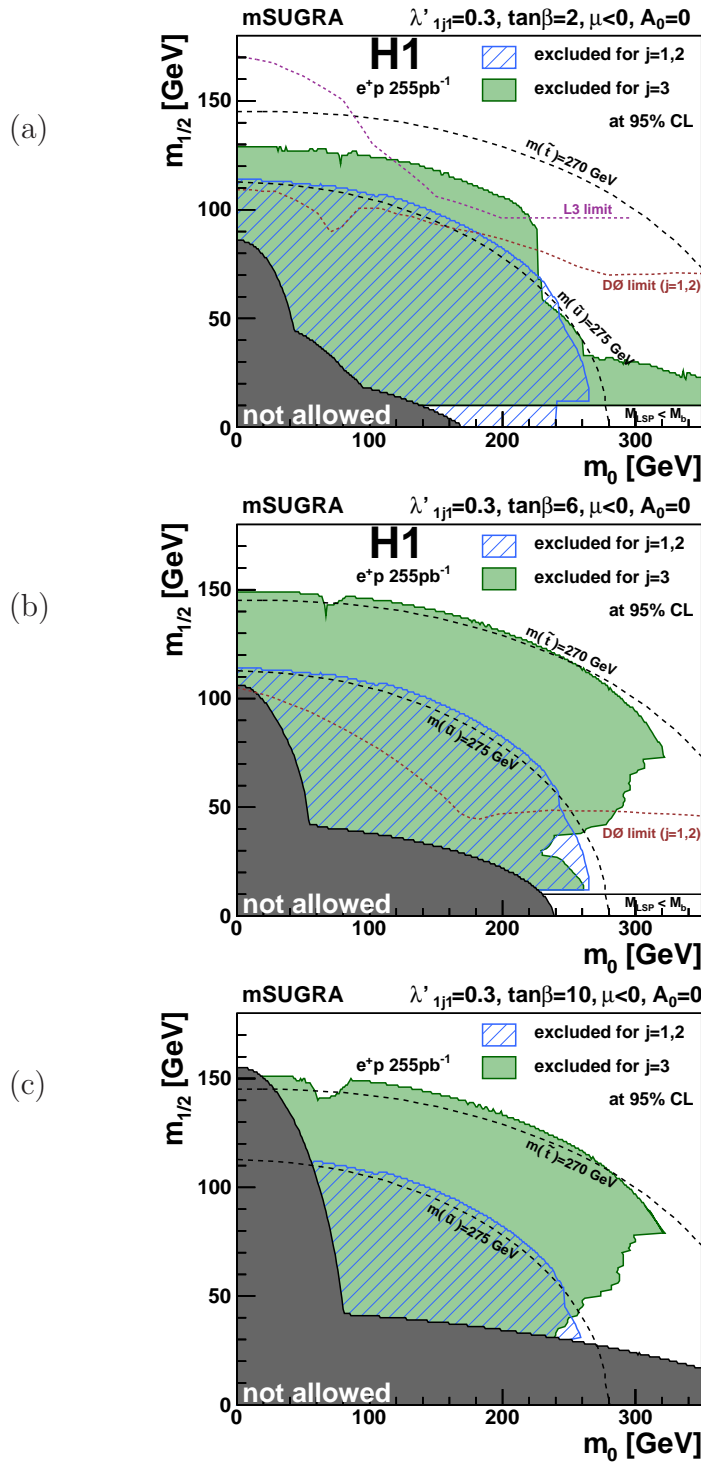 (a)
mSUGRA λ'1j1=0.3, tanβ=2, μ<0, A0=0
H1
e+p 255pb-1
excluded for j=1,2
excluded for j=3
at 95% CL
m(t̃)=270 GeV
L3 limit
DØ limit (j=1,2)
m(ũ)=275 GeV
not allowed
MLSP < Mb
m1/2 [GeV]
150
100
50
0
0 100 200 300
m0 [GeV]
(b)
mSUGRA λ'1j1=0.3, tanβ=6, μ<0, A0=0
H1
e+p 255pb-1
excluded for j=1,2
excluded for j=3
at 95% CL
m(t̃)=270 GeV
m(ũ)=275 GeV
DØ limit (j=1,2)
not allowed
MLSP < Mb
m1/2 [GeV]
150
100
50
0
0 100 200 300
m0 [GeV]
(c)
mSUGRA λ'1j1=0.3, tanβ=10, μ<0, A0=0
e+p 255pb-1
excluded for j=1,2
excluded for j=3
at 95% CL
m(t̃)=270 GeV
m(ũ)=275 GeV
not allowed
m1/2 [GeV]
150
100
50
0
0 100 200 300
m0 [GeV]